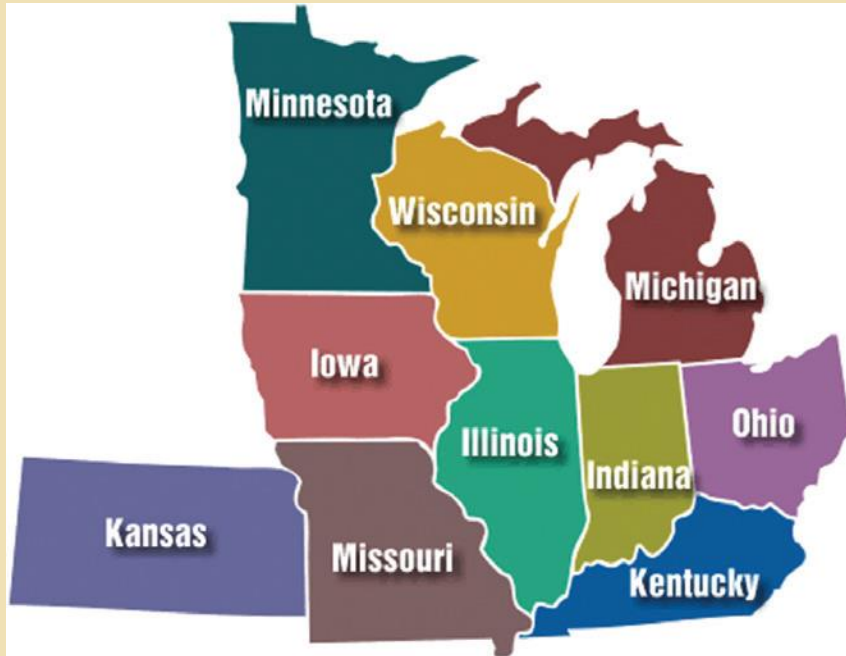 Minnesota
Wisconsin
Michigan
Iowa
Ohio
Illinois
Indiana
Kansas
Missouri
Kentucky